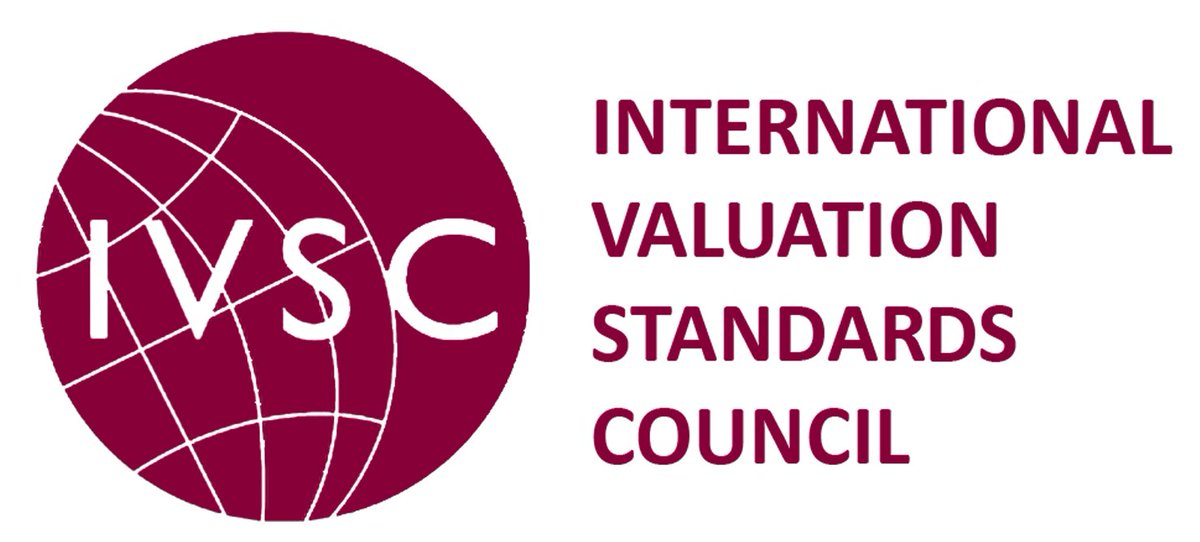 IVSC
INTERNATIONAL
VALUATION
STANDARDS
COUNCIL